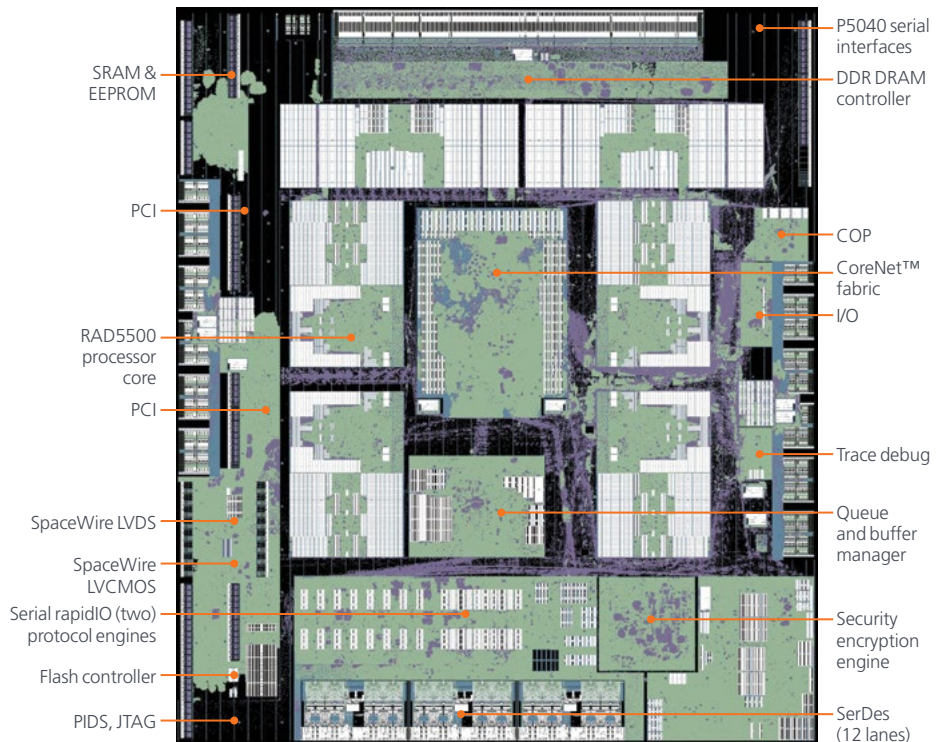 SRAM &
EEPROM
PCI
RAD5500
processor
core
PCI
SpaceWire LVDS
SpaceWire
LVCMOS
Serial rapidIO (two)
protocol engines
Flash controller
PIDS, JTAG
P5040 serial
interfaces
DDR DRAM
controller
COP
CoreNet™
fabric
I/O
Trace debug
Queue
and buffer
manager
Security
encryption
engine
SerDes
(12 lanes)